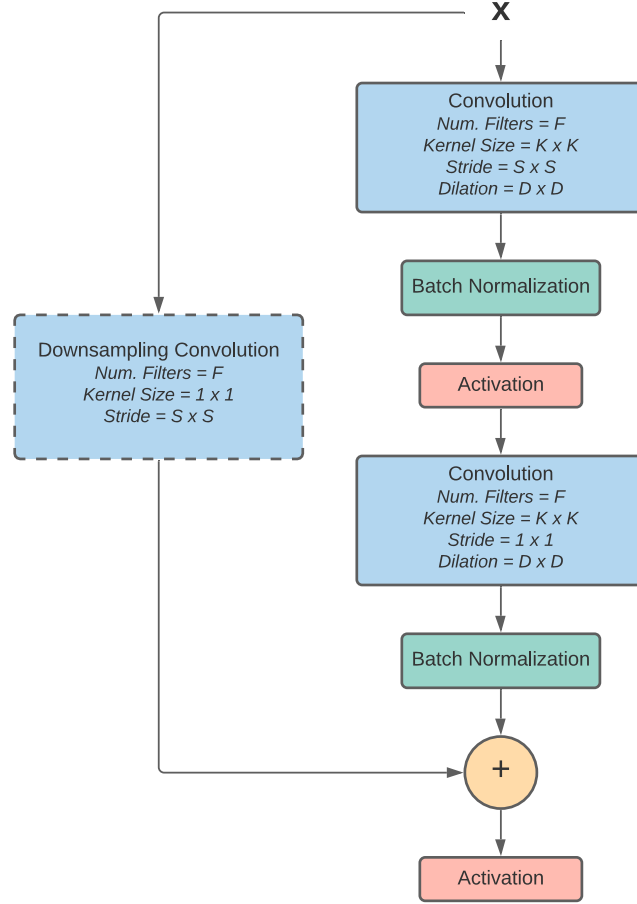 x
Convolution
Num. Filters = F
Kernel Size = K x K
Stride = S x S
Dilation = D x D
Batch Normalization
Downsampling Convolution
Num. Filters = F
Kernel Size = 1 x 1
Stride = S x S
Activation
Convolution
Num. Filters = F
Kernel Size = K x K
Stride = 1 x 1
Dilation = D x D
Batch Normalization
+
Activation